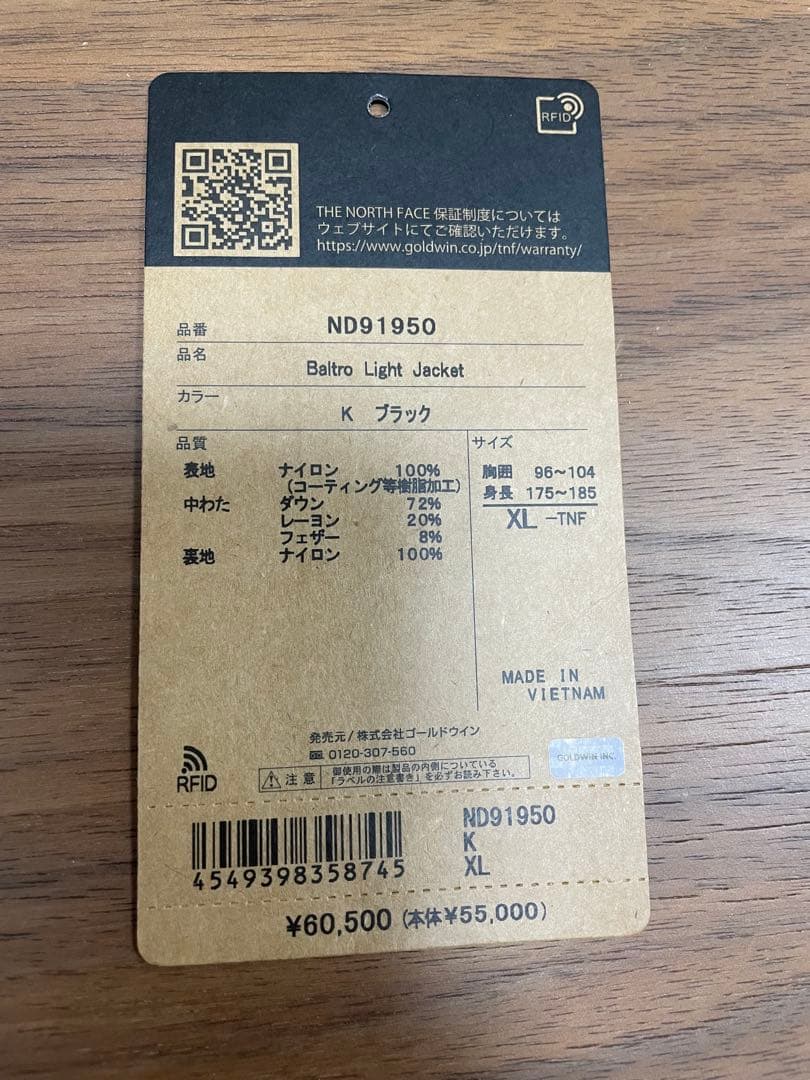 RFID
THE NORTH FACE 保証制度については
ウェブサイトにてご確認いただけます。
https://www.goldwin.co.jp/tnf/warranty/
品番 ND91950
品名 Baltro Light Jacket
カラー K ブラック
品質
表地 ナイロン 100%
(コーティング等樹脂加工)
中わた ダウン 72%
レーヨン 20%
フェザー 8%
裏地 ナイロン 100%
サイズ
胸囲 96~104
身長 175~185
XL -TNF
MADE IN
VIETNAM
発売元/株式会社ゴールドウイン
0120-307-560
RFID
注意 御使用の際は製品の内側についている
「ラベルの注意書き」を必ずお読み下さい。
GOLDWIN INC.
4549398358745
ND91950
K
XL
¥60,500 (本体¥55,000)